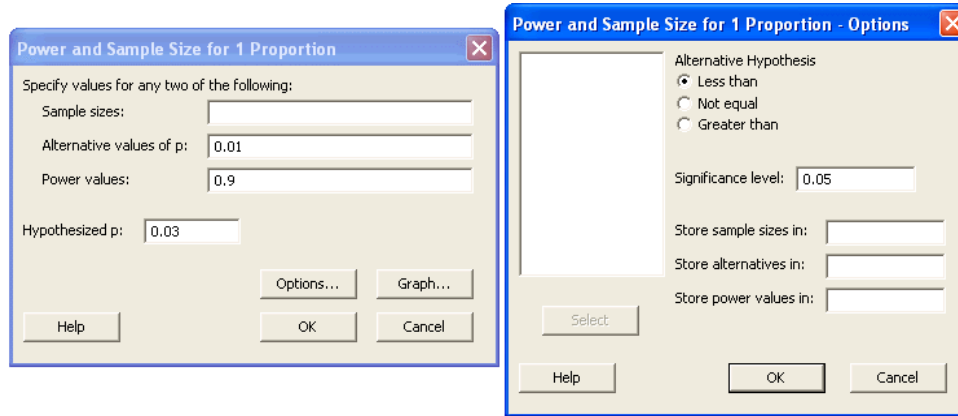 Power and Sample Size for 1 Proportion
Specify values for any two of the following:
Sample sizes:
Alternative values of p: 0.01
Power values: 0.9
Hypothesized p: 0.03
Options... Graph...
Help OK Cancel
Power and Sample Size for 1 Proportion - Options
Alternative Hypothesis
Less than
Not equal
Greater than
Significance level: 0.05
Store sample sizes in:
Store alternatives in:
Store power values in:
Select
Help OK Cancel